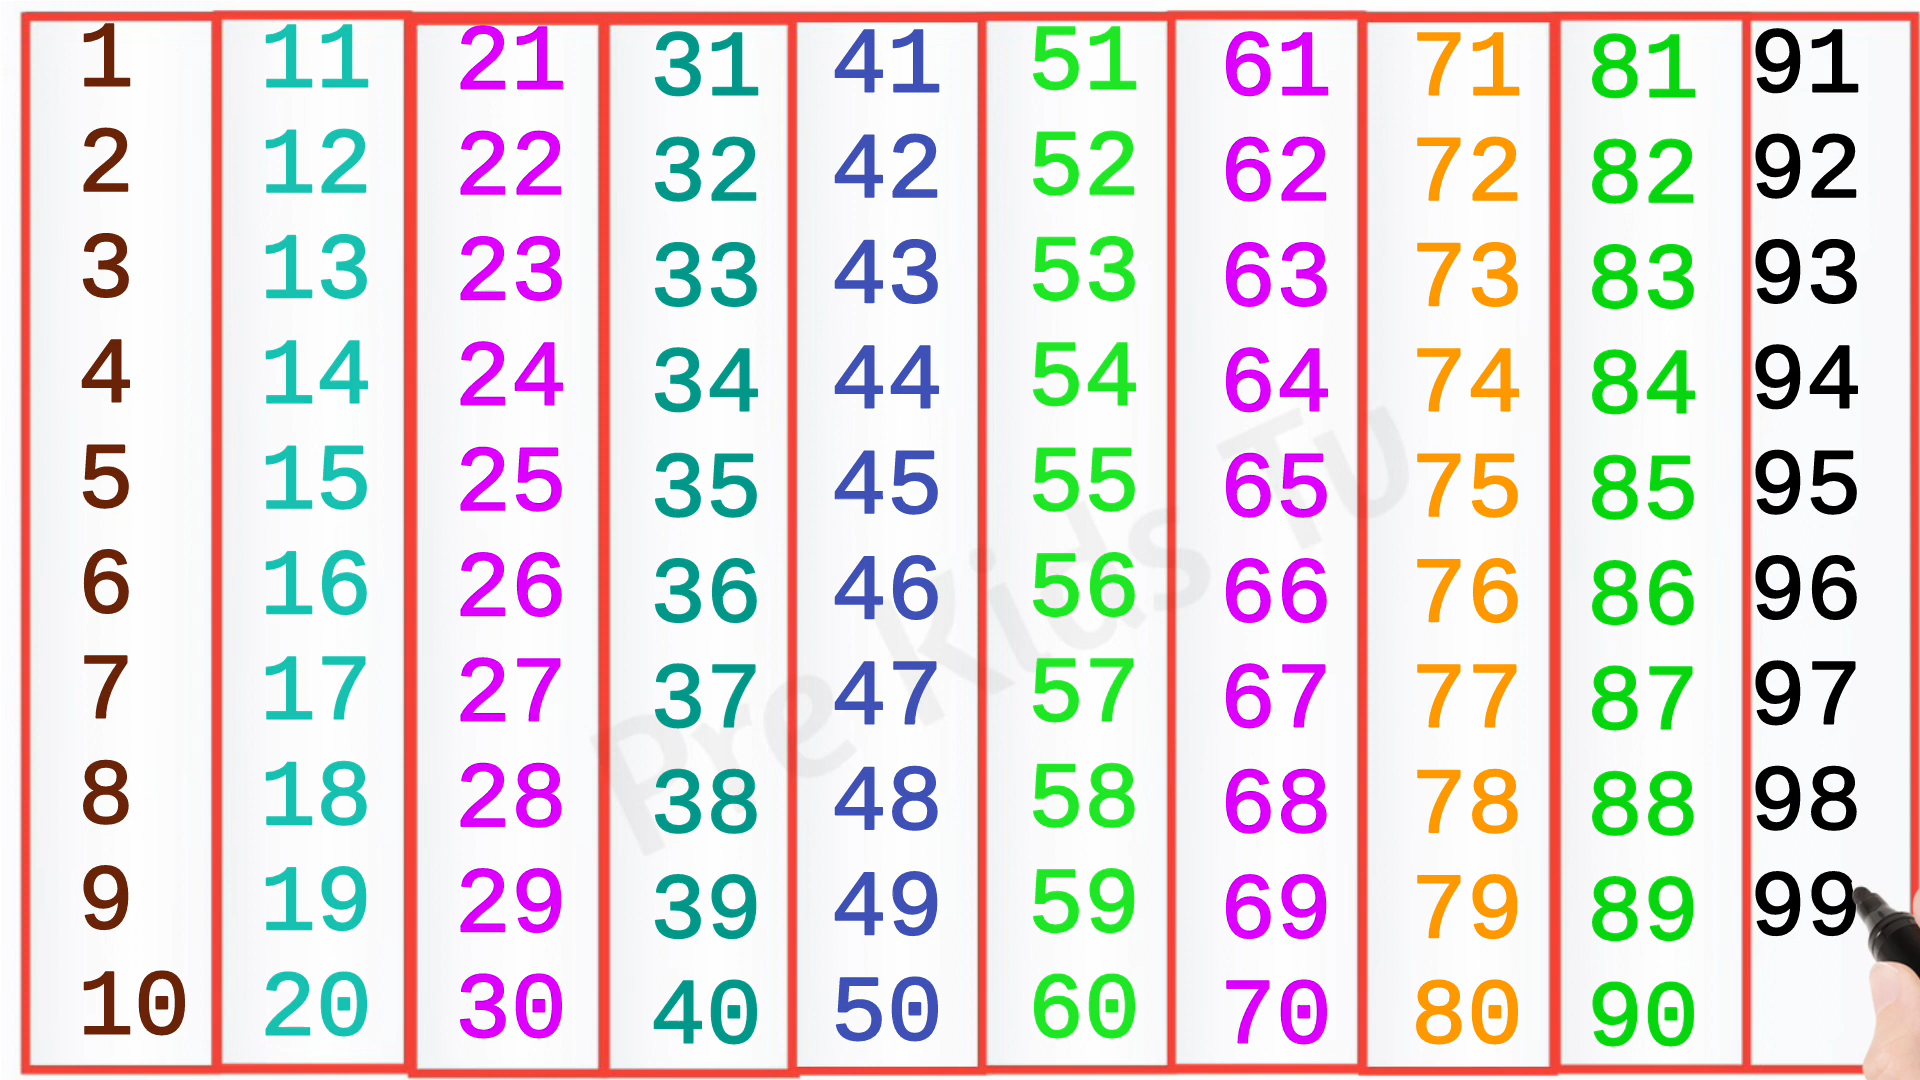 1 11 21 31 41 51 61 71 81 91
2 12 22 32 42 52 62 72 82 92
3 13 23 33 43 53 63 73 83 93
4 14 24 34 44 54 64 74 84 94
5 15 25 35 45 55 65 75 85 95
6 16 26 36 46 56 66 76 86 96
7 17 27 37 47 57 67 77 87 97
8 18 28 38 48 58 68 78 88 98
9 19 29 39 49 59 69 79 89 99
10 20 30 40 50 60 70 80 90
Pre Kids Tu